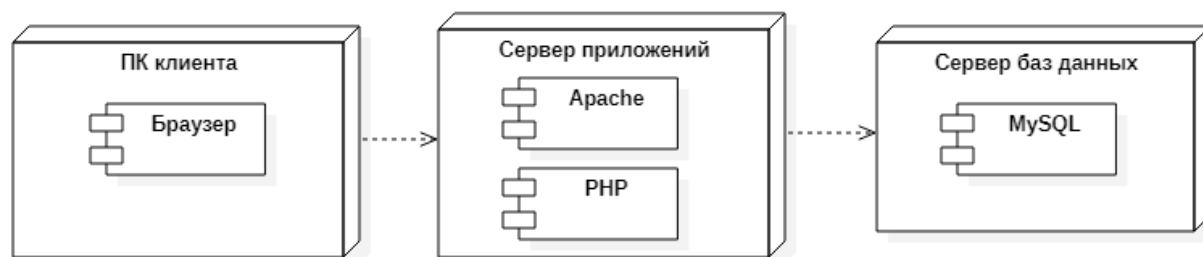 ПК клиента
Браузер
Сервер приложений
Apache
PHP
Сервер баз данных
MySQL